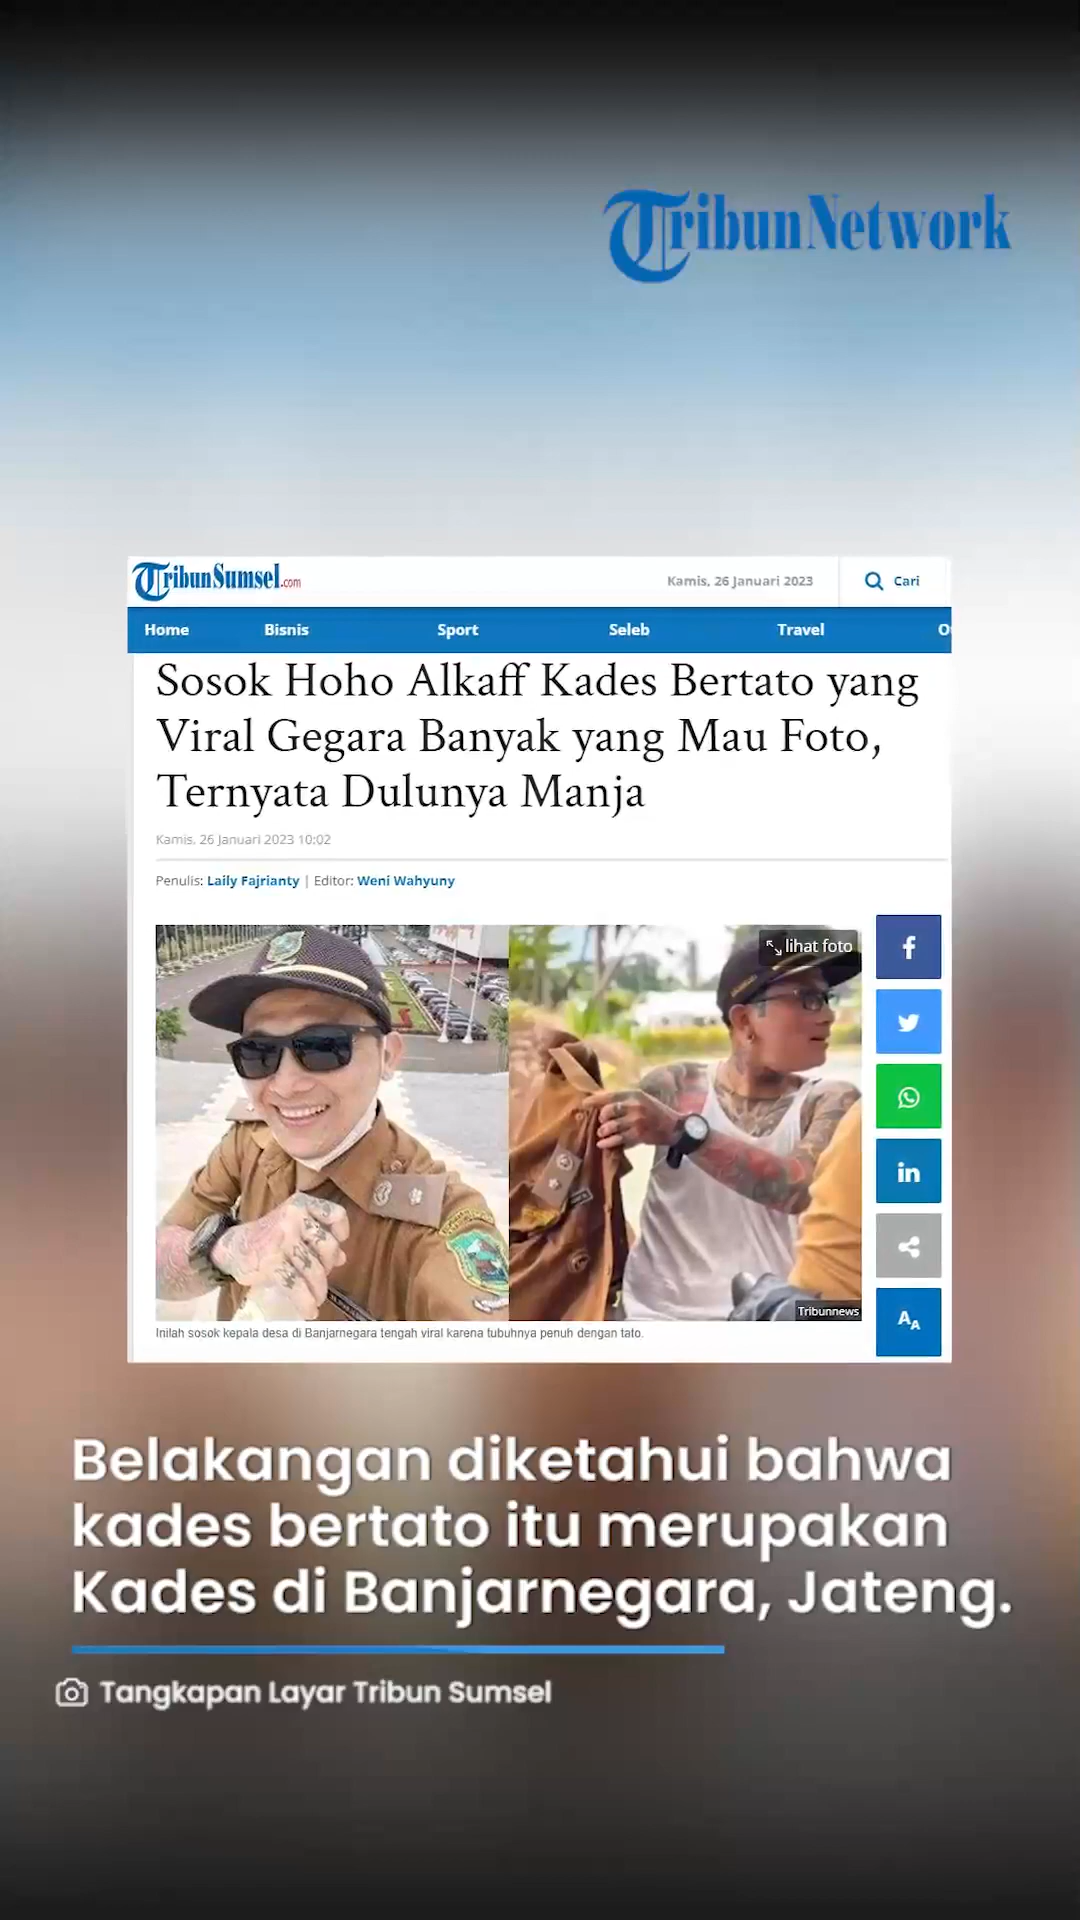 TribunNetwork
TribunSumsel.com
Kamis, 26 Januari 2023
Cari
Home Bisnis Sport Seleb Travel
Sosok Hoho Alkaff Kades Bertato yang
Viral Gegara Banyak yang Mau Foto,
Ternyata Dulunya Manja
Kamis, 26 Januari 2023 10:02
Penulis: Laily Fajrianty | Editor: Weni Wahyuny
lihat foto
Tribunnews
Inilah sosok kepala desa di Banjarnegara tengah viral karena tubuhnya penuh dengan tato.
f
in
AA
Belakangan diketahui bahwa
kades bertato itu merupakan
Kades di Banjarnegara, Jateng.
Tangkapan Layar Tribun Sumsel